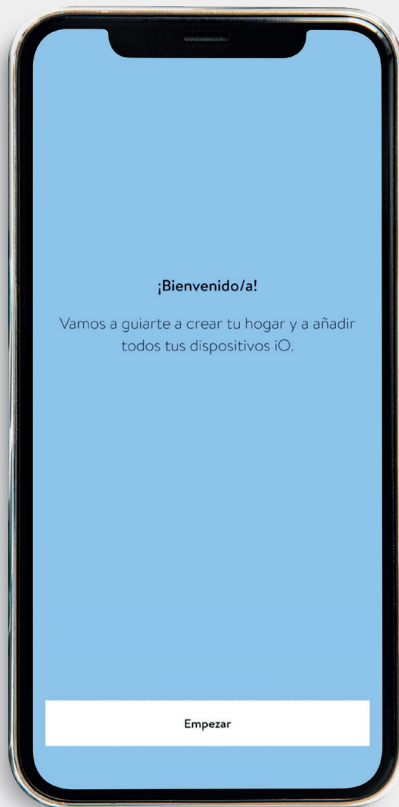 ¡Bienvenido/a!
Vamos a guiarte a crear tu hogar y a añadir
todos tus dispositivos iO.
Empezar